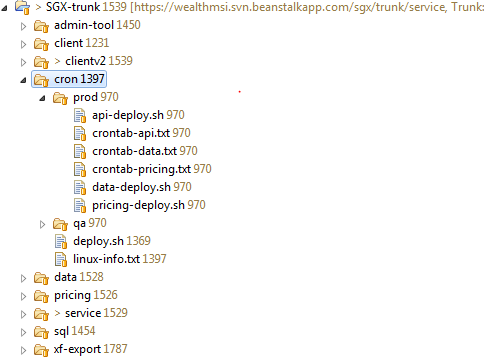 > SGX-trunk 1539 [https://wealthmsi.svn.beanstalkapp.com/sgx/trunk/service, Trunk:
admin-tool 1450
client 1231
> clientv2 1539
cron 1397
prod 970
api-deploy.sh 970
crontab-api.txt 970
crontab-data.txt 970
crontab-pricing.txt 970
data-deploy.sh 970
pricing-deploy.sh 970
qa 970
deploy.sh 1369
linux-info.txt 1397
data 1528
pricing 1526
> service 1529
sql 1454
xf-export 1787